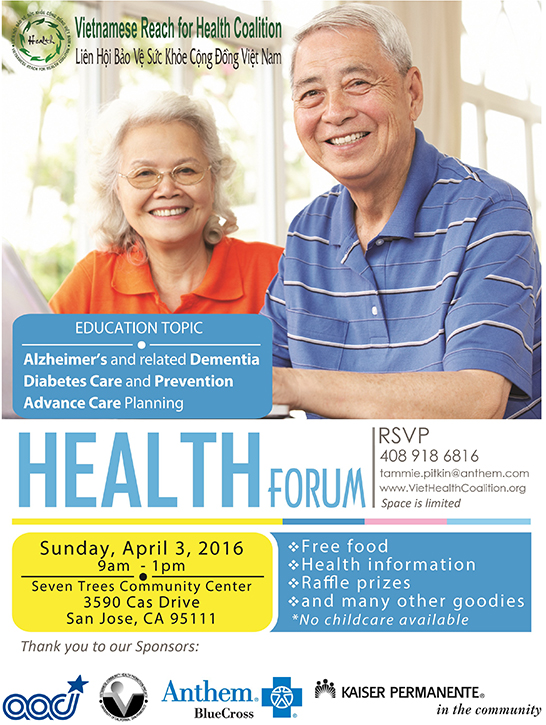 Health
Vietnamese Reach for Health Coalition
Liên Hội Bảo Vệ Sức Khỏe Cộng Đồng Việt Nam
EDUCATION TOPIC
Alzheimer's and related Dementia
Diabetes Care and Prevention
Advance Care Planning
HEALTH FORUM
RSVP
408 918 6816
tammie.pitkin@anthem.com
www.VietHealthCoalition.org
Space is limited
Sunday, April 3, 2016
9am - 1pm
Seven Trees Community Center
3590 Cas Drive
San Jose, CA 95111
❖Free food
❖Health information
❖Raffle prizes
❖and many other goodies
*No childcare available
Thank you to our Sponsors:
aaci
Anthem®
BlueCross
KAISER PERMANENTE®
in the community